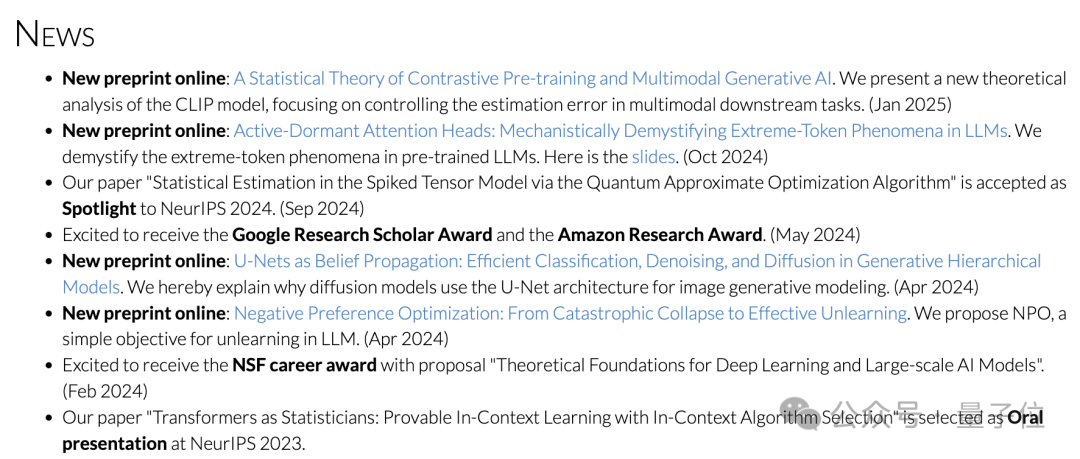 NEWS
• New preprint online: A Statistical Theory of Contrastive Pre-training and Multimodal Generative AI. We present a new theoretical
analysis of the CLIP model, focusing on controlling the estimation error in multimodal downstream tasks. (Jan 2025)
• New preprint online: Active-Dormant Attention Heads: Mechanistically Demystifying Extreme-Token Phenomena in LLMs. We
demystify the extreme-token phenomena in pre-trained LLMs. Here is the slides. (Oct 2024)
• Our paper "Statistical Estimation in the Spiked Tensor Model via the Quantum Approximate Optimization Algorithm" is accepted as
Spotlight to NeurIPS 2024. (Sep 2024)
• Excited to receive the Google Research Scholar Award and the Amazon Research Award. (May 2024)
• New preprint online: U-Nets as Belief Propagation: Efficient Classification, Denoising, and Diffusion in Generative Hierarchical
Models. We hereby explain why diffusion models use the U-Net architecture for image generative modeling. (Apr 2024)
• New preprint online: Negative Preference Optimization: From Catastrophic Collapse to Effective Unlearning. We propose NPO, a
simple objective for unlearning in LLM. (Apr 2024)
• Excited to receive the NSF career award with proposal "Theoretical Foundations for Deep Learning and Large-scale AI Models".
(Feb 2024)
• Our paper "Transformers as Statisticians: Provable In-Context Learning with In-Context Algorithm Selection" is selected as Oral
presentation at NeurIPS 2023.
公众号 · 量子位